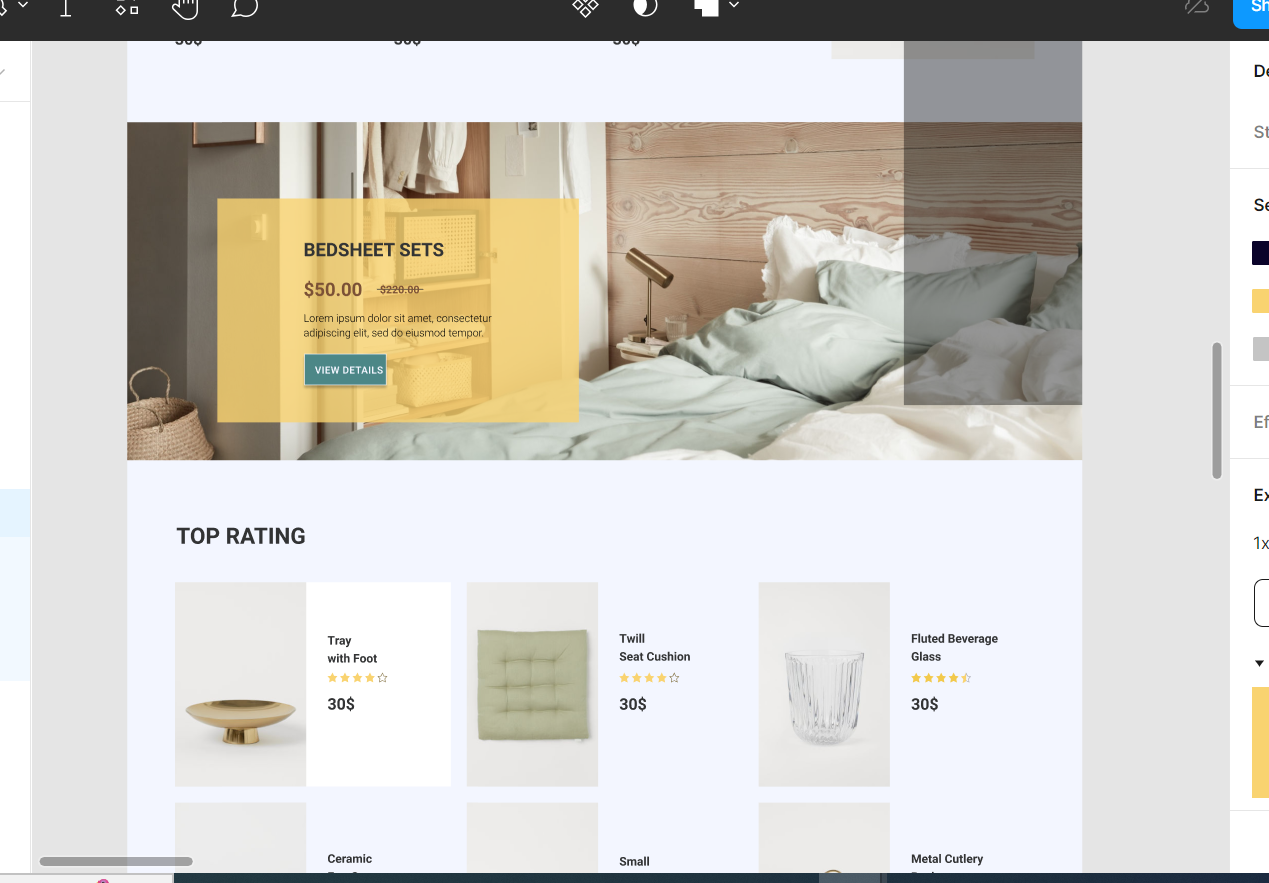 Sh
30$ 30$ 30$
De
St
Se
BEDSHEET SETS
$50.00 $220.00
Lorem ipsum dolor sit amet, consectetur
adipiscing elit, sed do eiusmod tempor.
VIEW DETAILS
Ef
Ex
1x
TOP RATING
Tray
with Foot
30$
Twill
Seat Cushion
30$
Fluted Beverage
Glass
30$
Ceramic
Small
Metal Cutlery